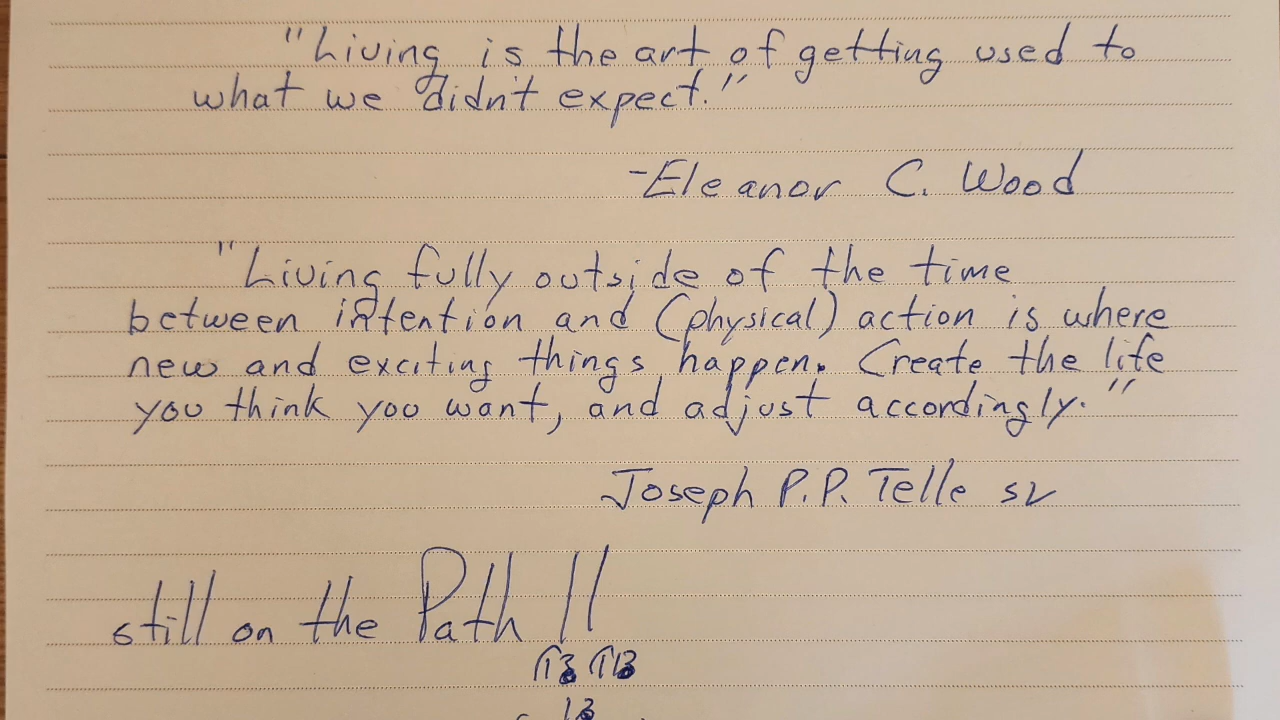 "Living is the art of getting used to
what we didn't expect."
-Eleanor C. Wood
"Living fully outside of the time
between intention and (physical) action is where
new and exciting things happen. Create the life
you think you want, and adjust accordingly."
Joseph P.P. Telle
still on the Path !!